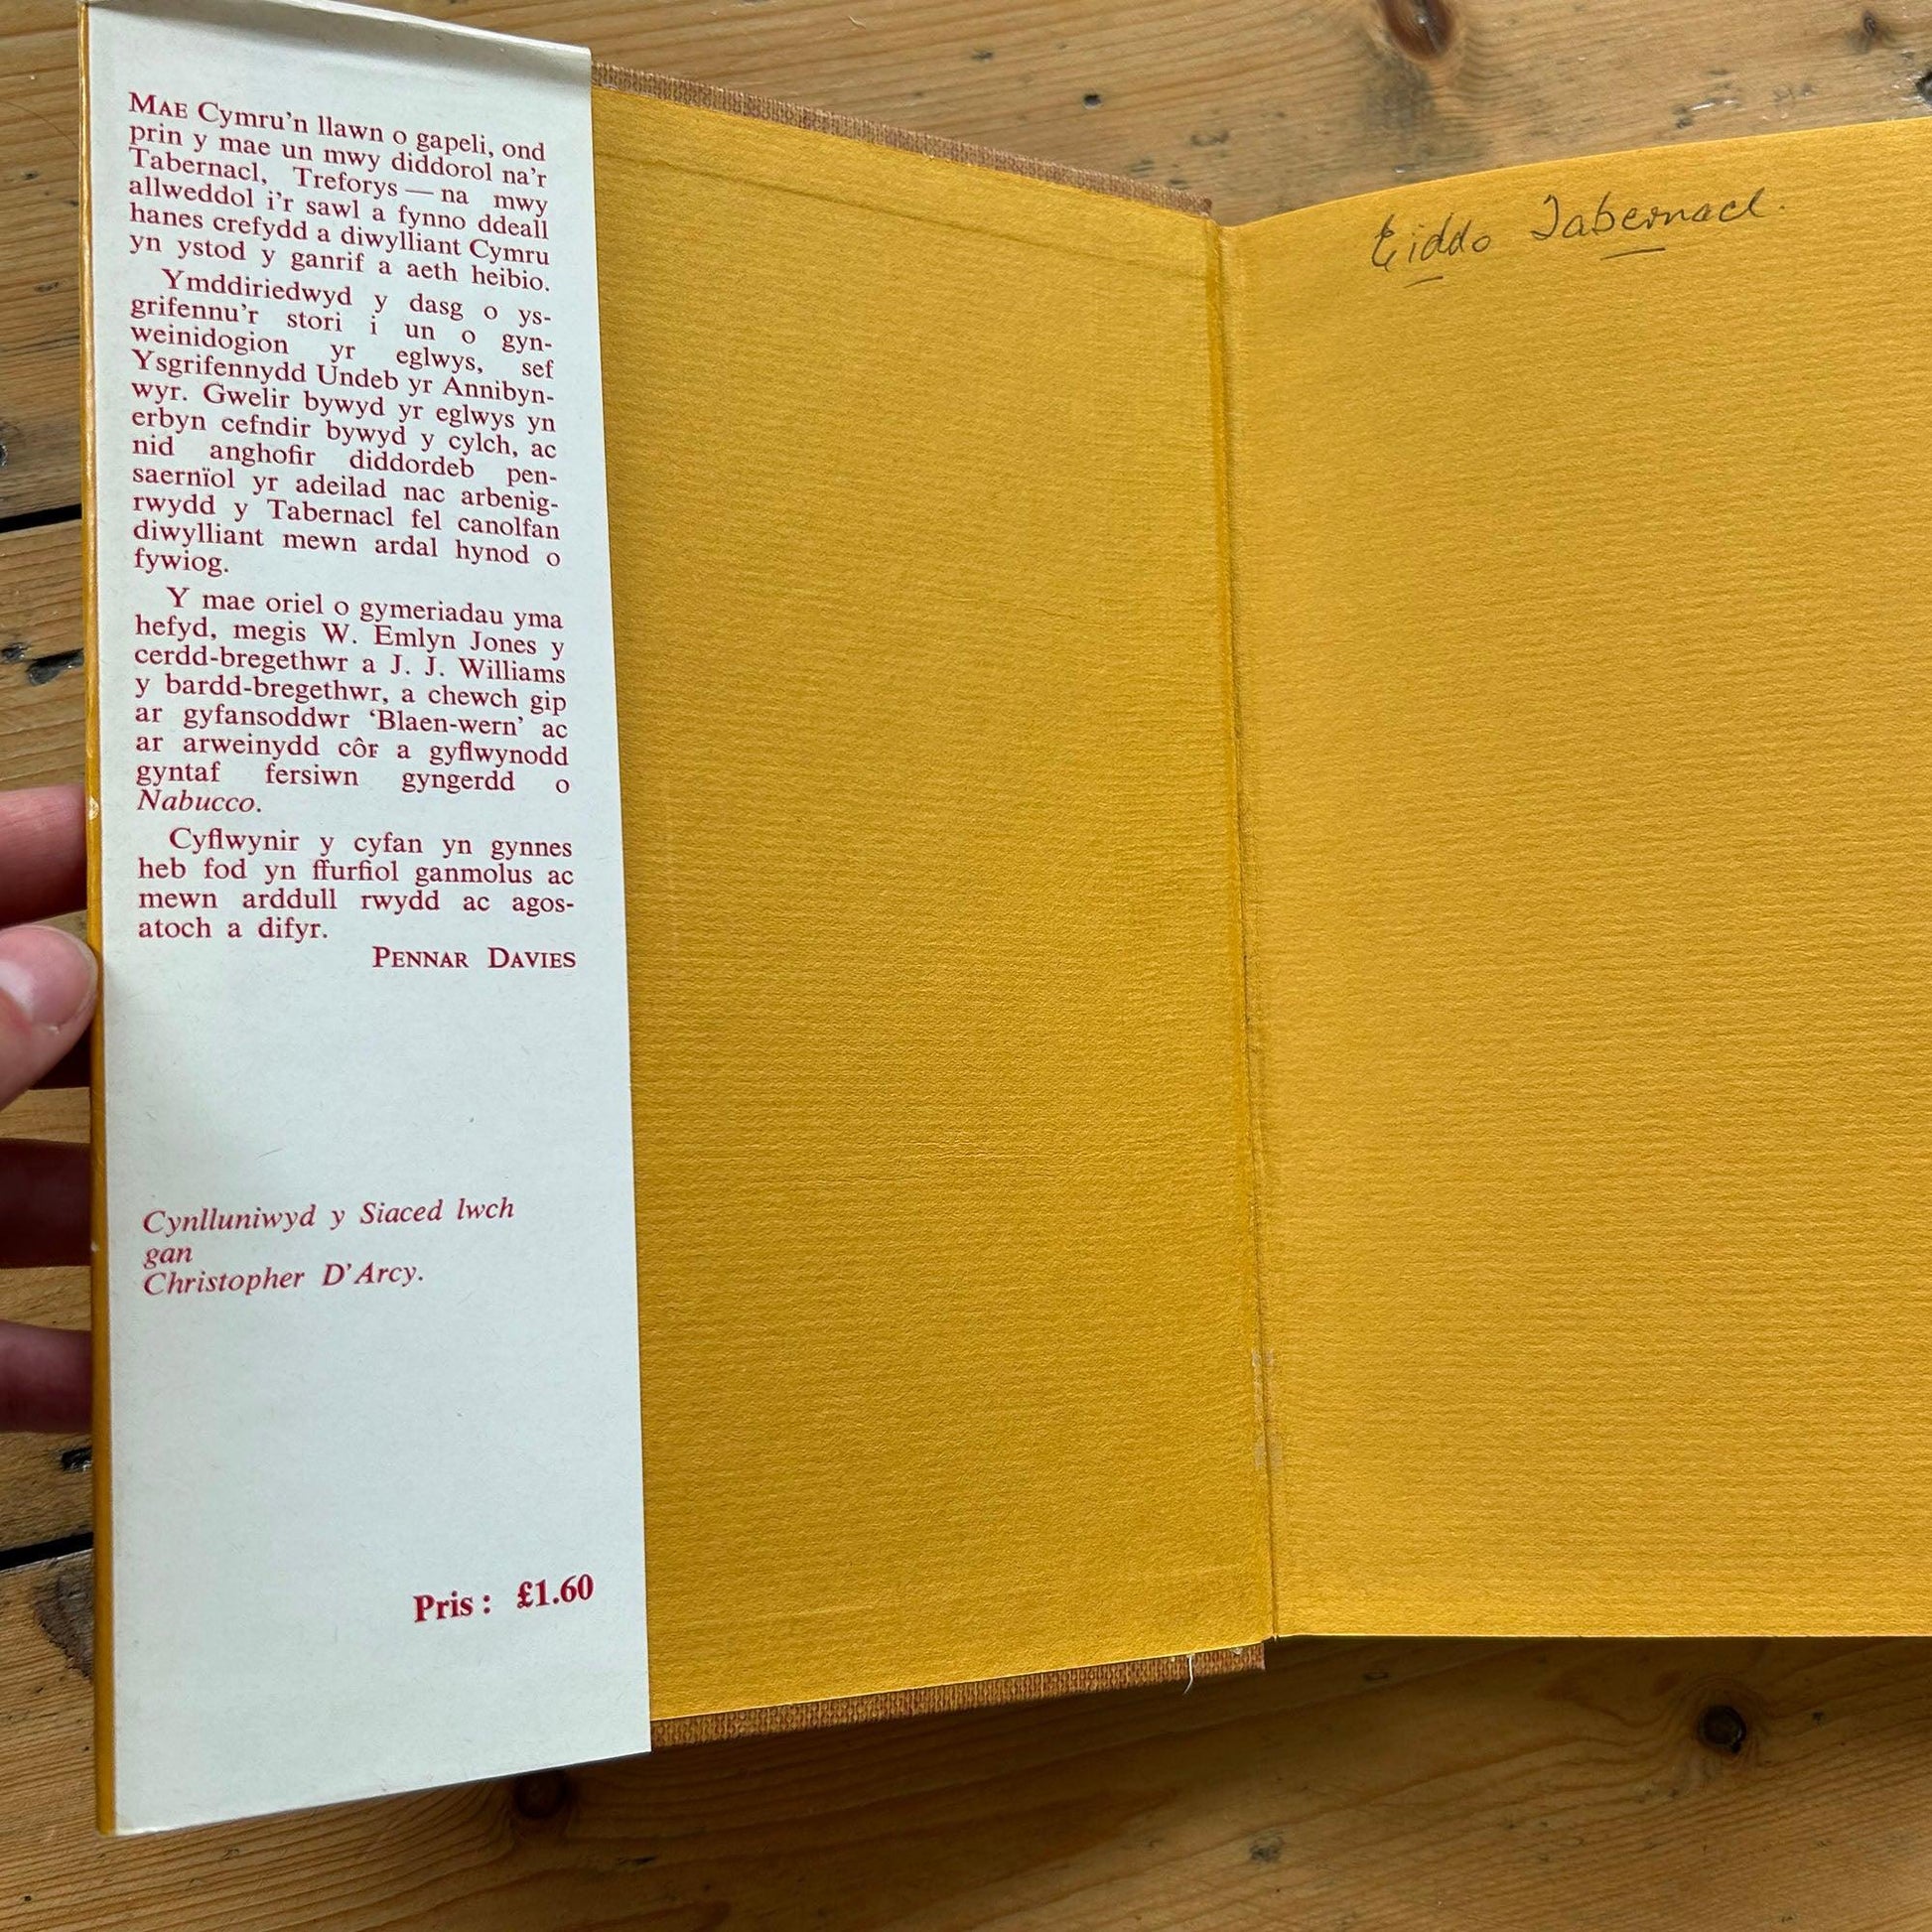 MAE Cymru'n llawn o gapeli, ond
prin y mae un mwy diddorol na'r
Tabernacl, Treforys — na mwy
allweddol i'r sawl a fynno ddeall
hanes crefydd a diwylliant Cymru
yn ystod y ganrif a aeth heibio.
Ymddiriedwyd y dasg o ys-
grifennu'r stori i un o gyn-
weinidogion yr eglwys, sef
Ysgrifennydd Undeb yr Annibyn-
wyr. Gwelir bywyd yr eglwys yn
erbyn cefndir bywyd y cylch, ac
nid anghofir diddordeb pen-
saernïol yr adeilad nac arbenig-
rwydd y Tabernacl fel canolfan
diwylliant mewn ardal hynod o
fywiog.
Y mae oriel o gymeriadau yma
hefyd, megis W. Emlyn Jones y
cerdd-bregethwr a J. J. Williams
y bardd-bregethwr, a chewch gip
ar gyfansoddwr 'Blaen-wern' ac
ar arweinydd côr a gyflwynodd
gyntaf fersiwn gyngerdd o
Nabucco.
Cyflwynir y cyfan yn gynnes
heb fod yn ffurfiol ganmolus ac
mewn arddull rwydd ac agos-
atoch a difyr.
PENNAR DAVIES
Cynlluniwyd y Siaced lwch
gan
Christopher D'Arcy.
Pris : £1.60
Eiddo Tabernacl.